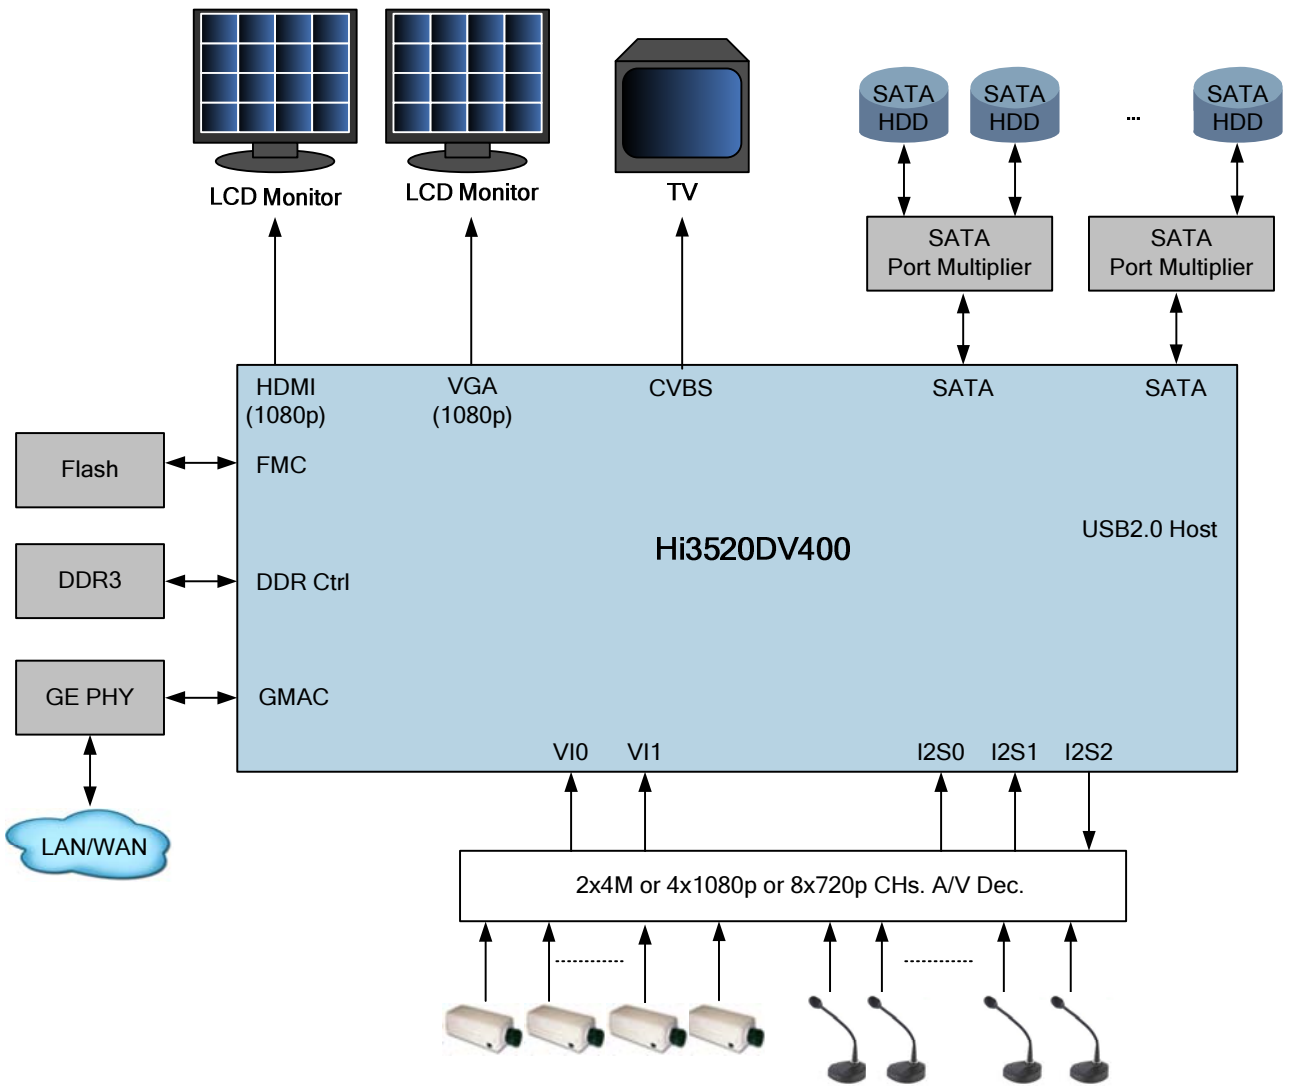 LCD Monitor
LCD Monitor
TV
SATA
HDD
SATA
HDD
...
SATA
HDD
SATA
Port Multiplier
SATA
Port Multiplier
HDMI
(1080p)
VGA
(1080p)
CVBS
SATA
SATA
Flash
FMC
USB2.0 Host
Hi3520DV400
DDR3
DDR Ctrl
GE PHY
GMAC
VI0
VI1
I2S0
I2S1
I2S2
LAN/WAN
2x4M or 4x1080p or 8x720p CHs. A/V Dec.